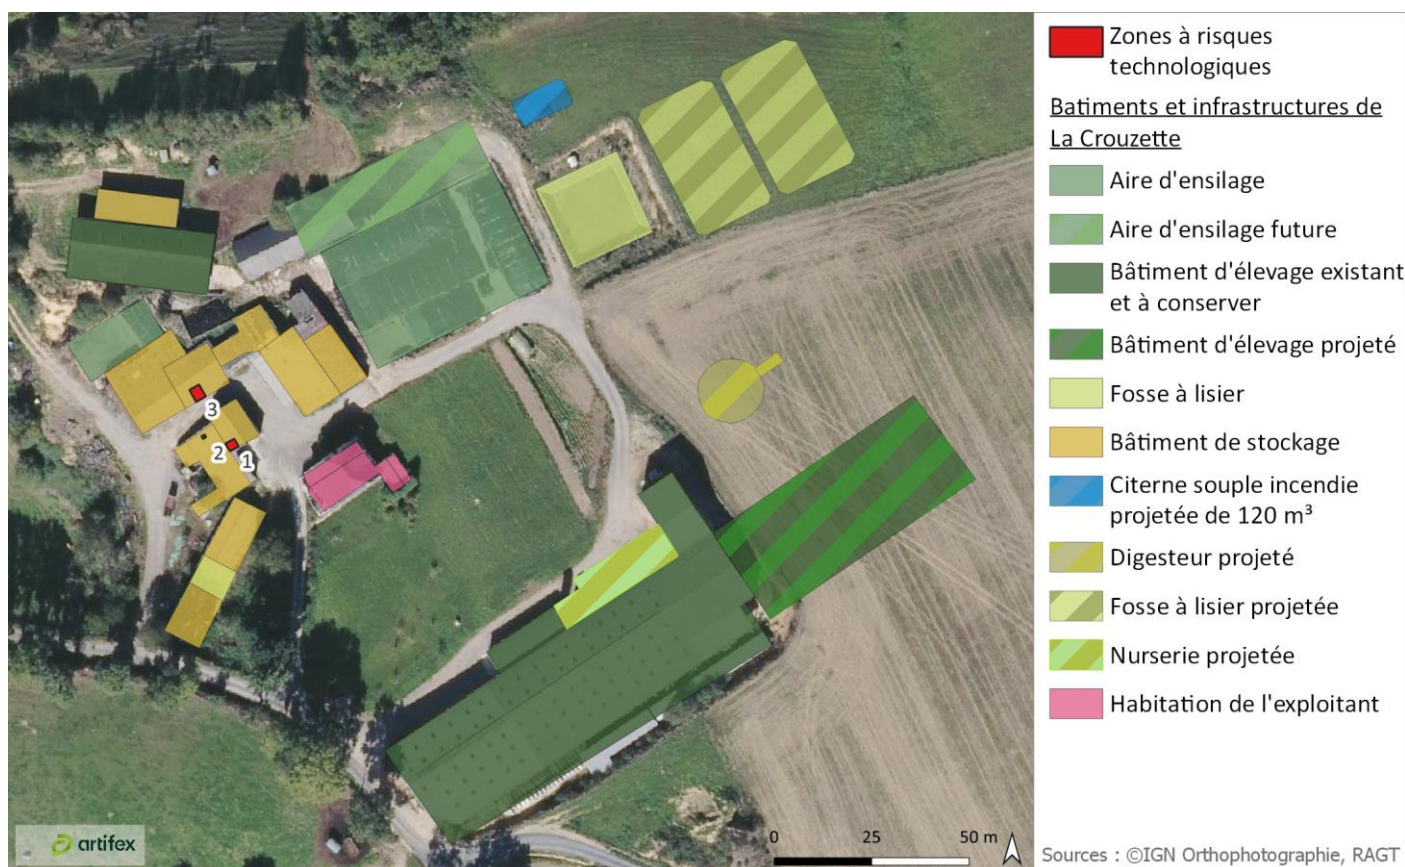 Zones à risques
technologiques
Batiments et infrastructures de
La Crouzette
Aire d'ensilage
Aire d'ensilage future
Bâtiment d'élevage existant
et à conserver
Bâtiment d'élevage projeté
Fosse à lisier
Bâtiment de stockage
Citerne souple incendie
projetée de 120 m³
Digesteur projeté
Fosse à lisier projetée
Nurserie projetée
Habitation de l'exploitant
3
2
1
artifex
0 25 50 m
Sources : ©IGN Orthophotographie, RAGT